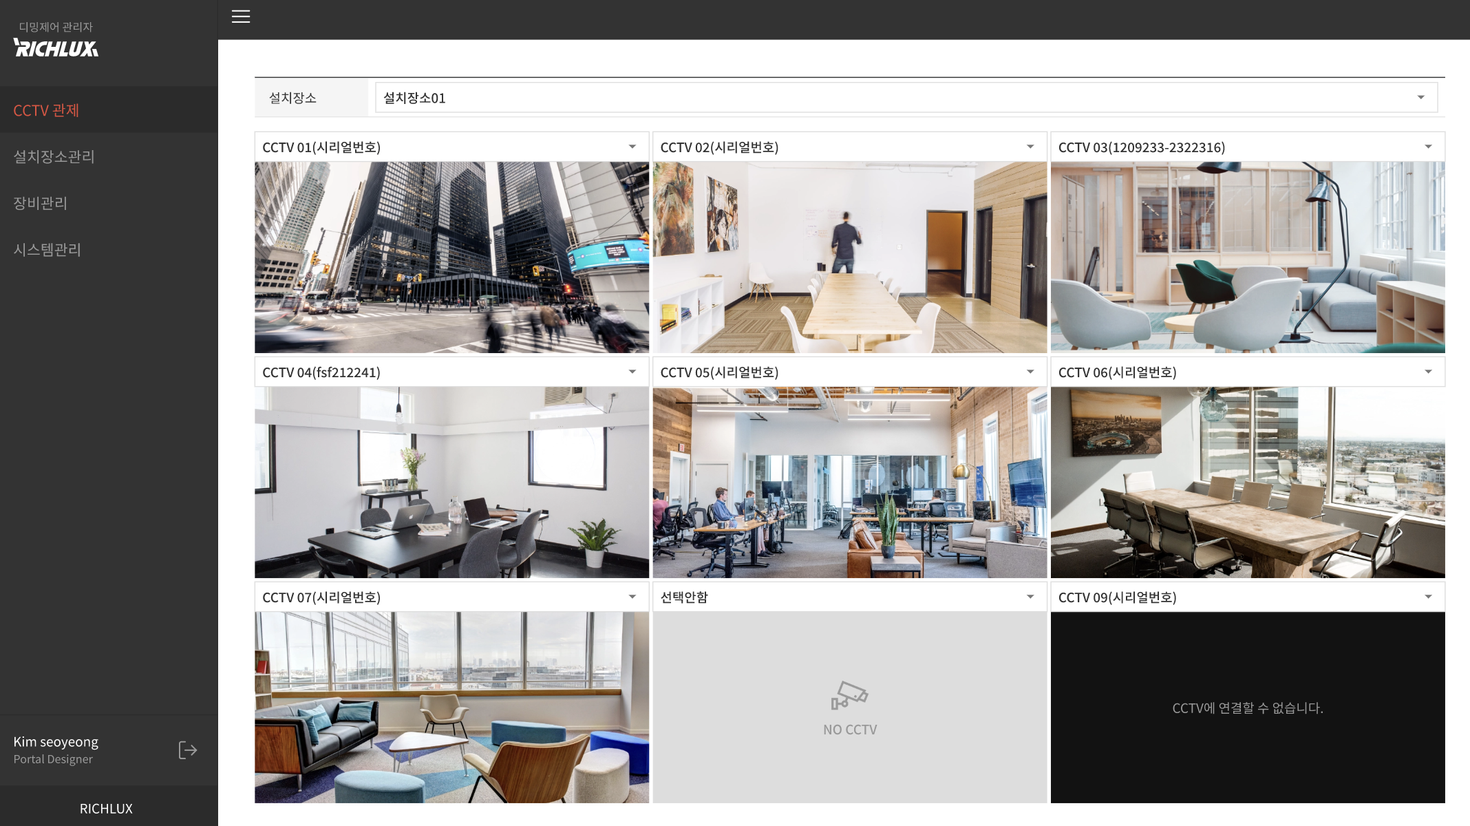 디밍제어 관리자
RICHLUX
CCTV 관제
설치장소관리
장비관리
시스템관리
Kim seoyeong
Portal Designer
RICHLUX
설치장소
설치장소01
CCTV 01(시리얼번호)
CCTV 02(시리얼번호)
CCTV 03(1209233-2322316)
CCTV 04(fsf212241)
CCTV 05(시리얼번호)
CCTV 06(시리얼번호)
CCTV 07(시리얼번호)
선택안함
CCTV 09(시리얼번호)
NO CCTV
CCTV에 연결할 수 없습니다.